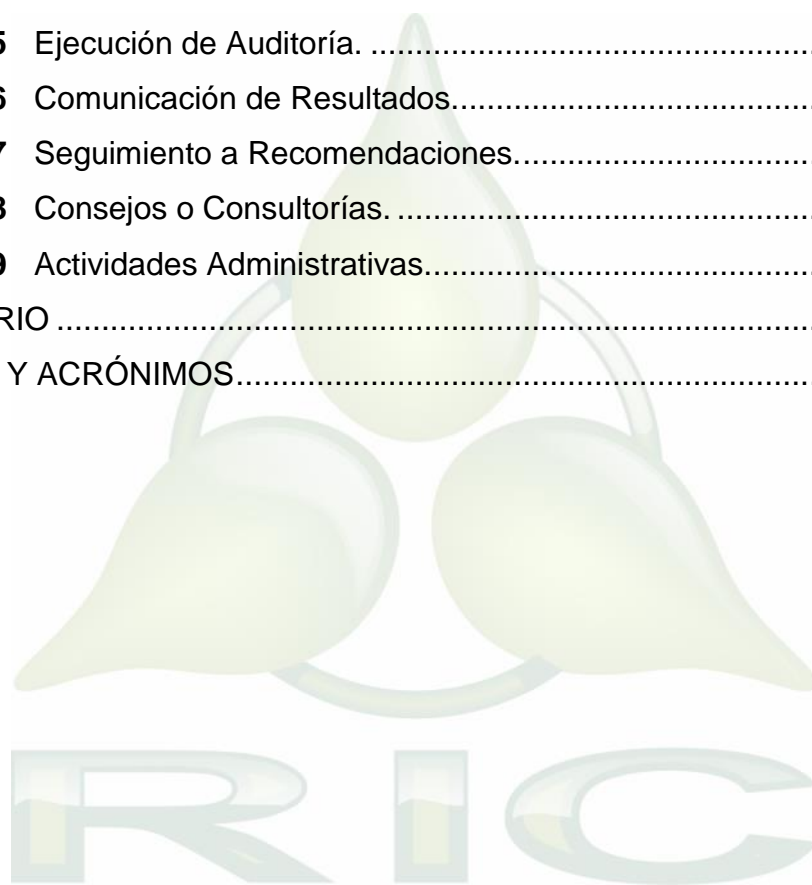 5 Ejecución de Auditoría. ..................................................
6 Comunicación de Resultados........................................
7 Seguimiento a Recomendaciones.................................
8 Consejos o Consultorías. ..............................................
9 Actividades Administrativas...........................................
RIO ....................................................................................
Y ACRÓNIMOS................................................................
RIC